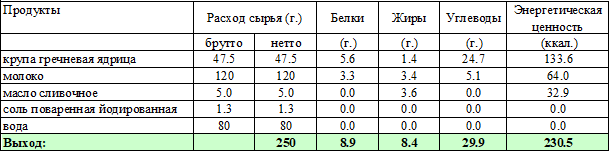 Продукты Расход сырья (г.) Белки Жиры Углеводы Энергетическая ценность
брутто нетто (г.) (г.) (г.) (ккал.)
крупа гречневая ядрица 47.5 47.5 5.6 1.4 24.7 133.6
молоко 120 120 3.3 3.4 5.1 64.0
масло сливочное 5.0 5.0 0.0 3.6 0.0 32.9
соль поваренная йодированная 1.3 1.3 0.0 0.0 0.0 0.0
вода 80 80 0.0 0.0 0.0 0.0
Выход: 250 8.9 8.4 29.9 230.5